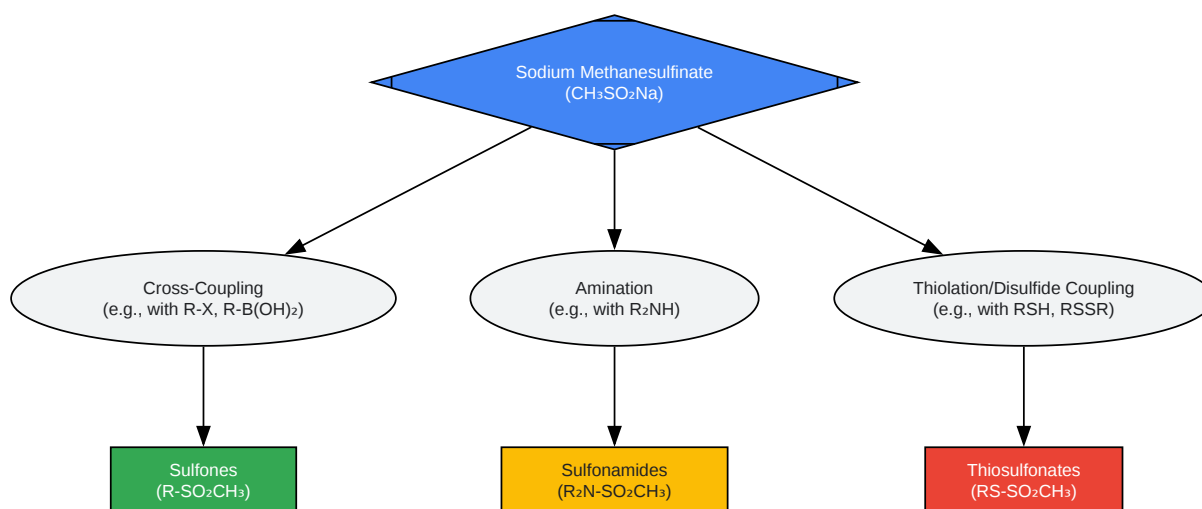 Sodium Methanesulfinate
(CH₃SO₂Na)
Cross-Coupling
(e.g., with R-X, R-B(OH)₂)
Amination
(e.g., with R₂NH)
Thiolation/Disulfide Coupling
(e.g., with RSH, RSSR)
Sulfones
(R-SO₂CH₃)
Sulfonamides
(R₂N-SO₂CH₃)
Thiosulfonates
(RS-SO₂CH₃)